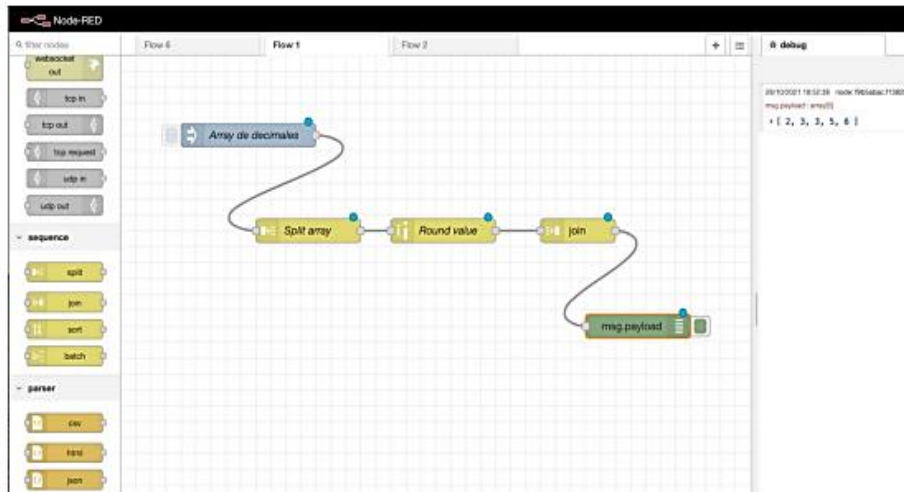 Node-RED
filter nodes
Flow 6
Flow 1
Flow 2
debug
websocket
out
tcp in
tcp out
tcp request
udp in
udp out
sequence
split
join
sort
batch
parser
csv
html
json
Array de decimales
Split array
Round value
join
msg.payload
msg.payload : array[5]
[ 2, 3, 3, 5, 6 ]